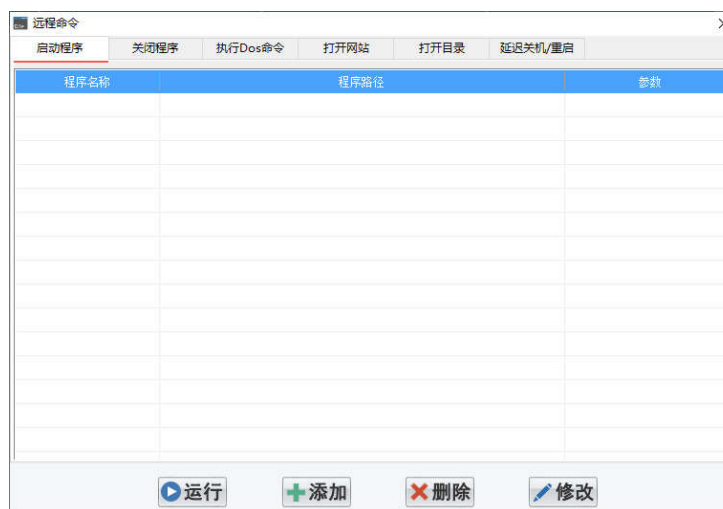 远程命令
启动程序 关闭程序 执行Dos命令 打开网站 打开目录 延迟关机/重启
程序名称 程序路径 参数
运行 添加 删除 修改